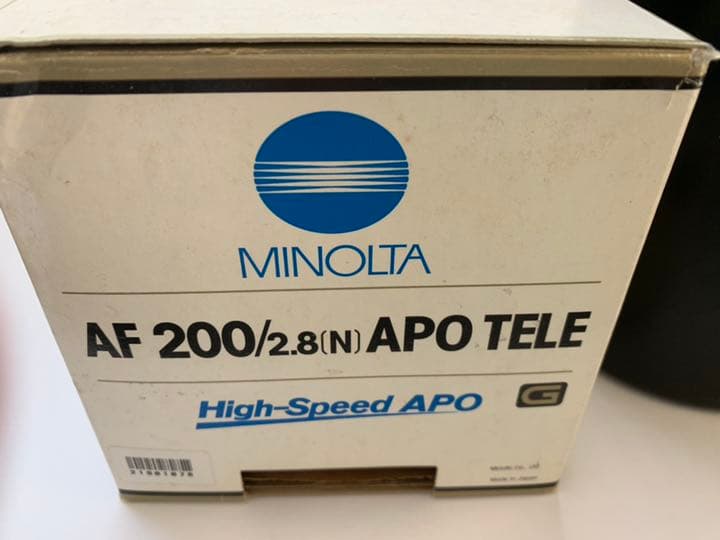 MINOLTA
AF 200/2.8(N) APO TELE
High-Speed APO G